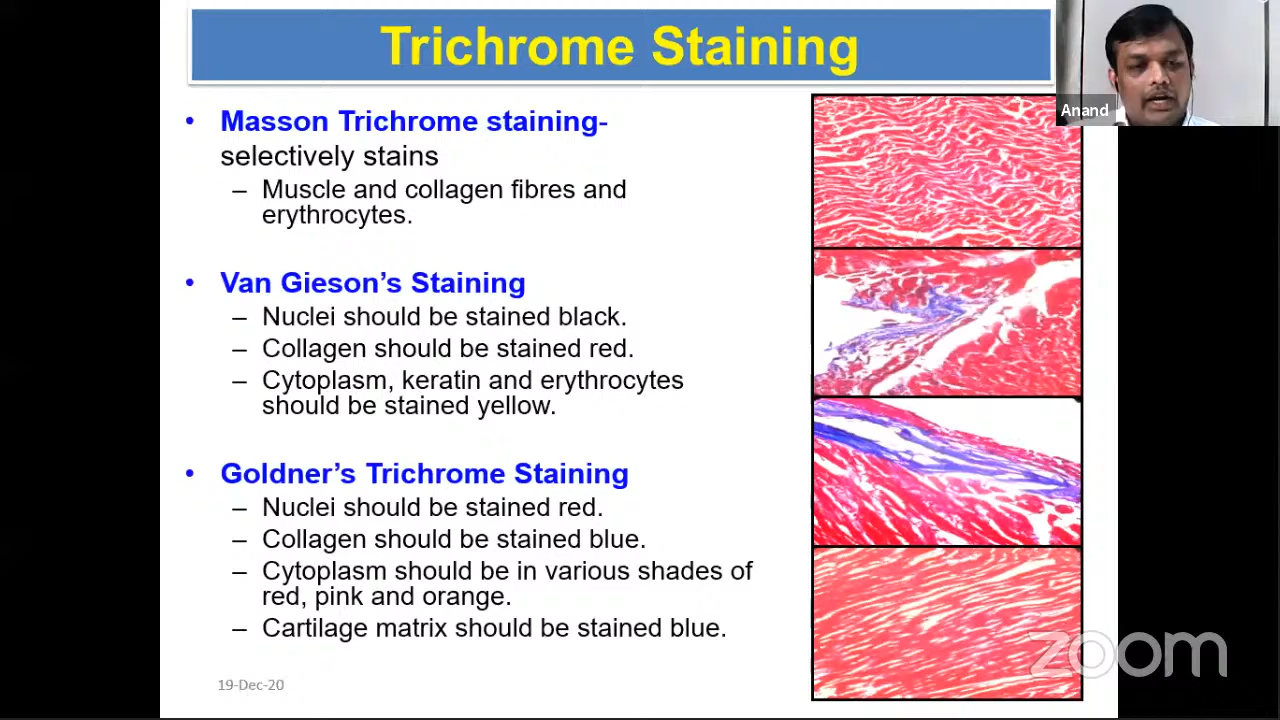 Trichrome Staining
Anand
• Masson Trichrome staining-
selectively stains
– Muscle and collagen fibres and
erythrocytes.
• Van Gieson’s Staining
– Nuclei should be stained black.
– Collagen should be stained red.
– Cytoplasm, keratin and erythrocytes
should be stained yellow.
• Goldner’s Trichrome Staining
– Nuclei should be stained red.
– Collagen should be stained blue.
– Cytoplasm should be in various shades of
red, pink and orange.
– Cartilage matrix should be stained blue.
19-Dec-20
zoom